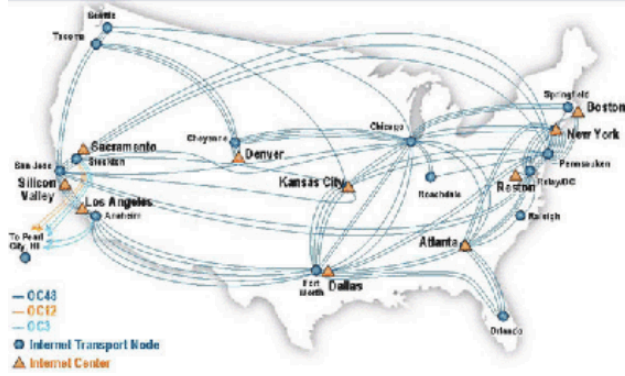 Seattle
Tacoma
Springfield
Boston
New York
Pennsauken
Chicago
Cheyenne
Denver
Sacramento
Stockton
San Jose
Silicon
Valley
Kansas City
Roachdale
Reston
Relay/DC
Raleigh
Los Angeles
Anaheim
To Pearl
City, HI
Atlanta
Fort
Worth
Dallas
Orlando
OC48
OC12
OC3
Internet Transport Node
Internet Center